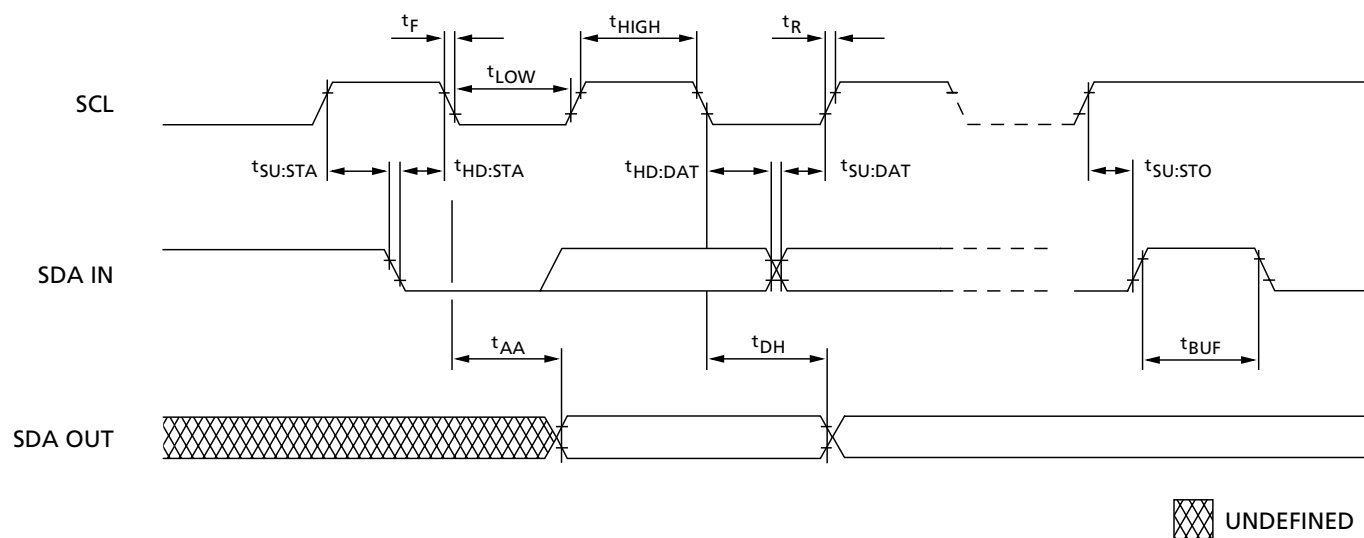 tF
tHIGH
tR
tLOW
SCL
tSU:STA
tHD:STA
tHD:DAT
tSU:DAT
tSU:STO
SDA IN
tAA
tDH
tBUF
SDA OUT
UNDEFINED